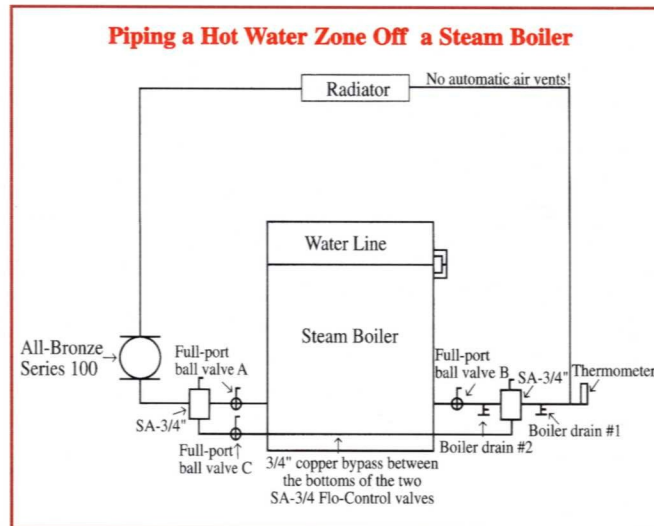 Piping a Hot Water Zone Off a Steam Boiler
No automatic air vents!
Radiator
Water Line
Steam Boiler
All-Bronze
Series 100
Full-port
ball valve A
SA-3/4"
Full-port
ball valve C
Full-port
ball valve B
SA-3/4"
Thermometer
Boiler drain #1
Boiler drain #2
3/4" copper bypass between
the bottoms of the two
SA-3/4 Flo-Control valves